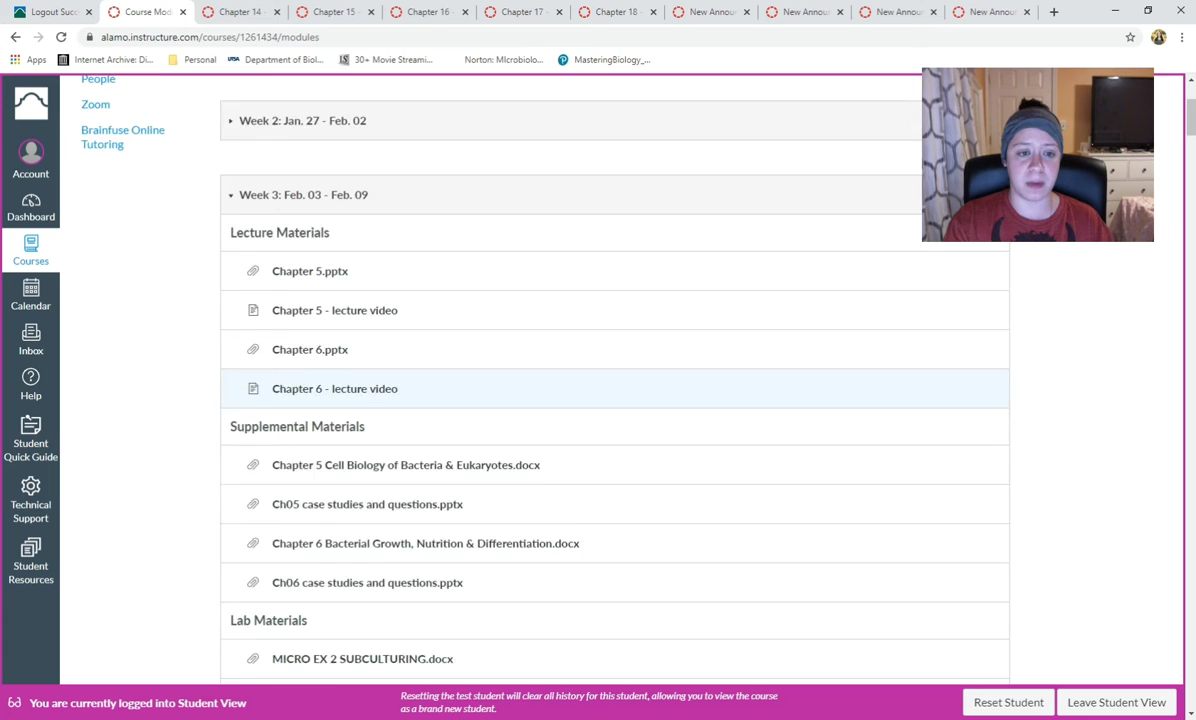 Logout Succ
Course Mod
Chapter 14 -
Chapter 15 -
Chapter 16 -
Chapter 17 -
Chapter 18 -
New Annou
New Annou
New Annou
New Annou
alamo.instructure.com/courses/1261434/modules
Apps
Internet Archive: Di...
Personal
UTSA
Department of Biol...
30+ Movie Streami...
Norton: MIcrobiolo...
MasteringBiology_...
People
Zoom
Brainfuse Online
Tutoring
Account
Dashboard
Courses
Calendar
Inbox
Help
Student
Quick Guide
Technical
Support
Student
Resources
Week 2: Jan. 27 - Feb. 02
Week 3: Feb. 03 - Feb. 09
Lecture Materials
Chapter 5.pptx
Chapter 5 - lecture video
Chapter 6.pptx
Chapter 6 - lecture video
Supplemental Materials
Chapter 5 Cell Biology of Bacteria & Eukaryotes.docx
Ch05 case studies and questions.pptx
Chapter 6 Bacterial Growth, Nutrition & Differentiation.docx
Ch06 case studies and questions.pptx
Lab Materials
MICRO EX 2 SUBCULTURING.docx
You are currently logged into Student View
Resetting the test student will clear all history for this student, allowing you to view the course
as a brand new student.
Reset Student
Leave Student View